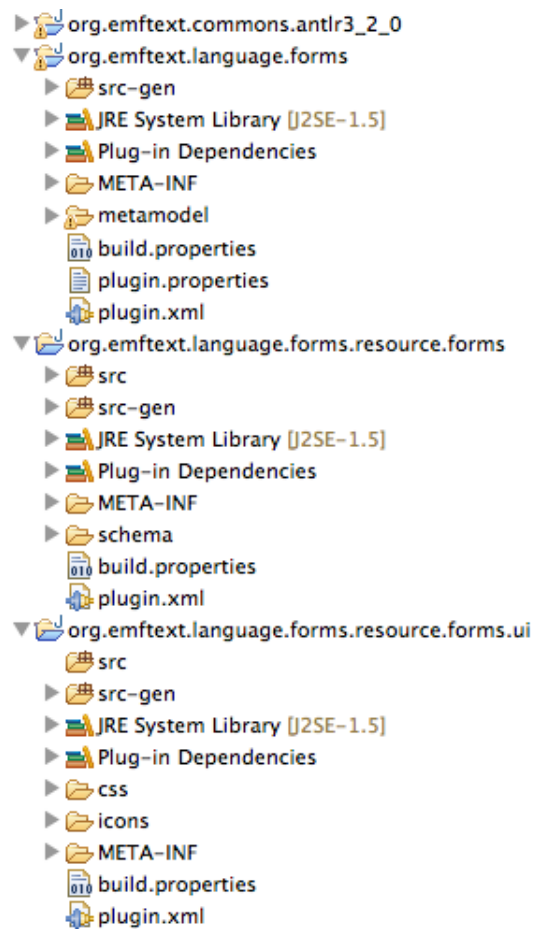 org.emftext.commons.antlr3_2_0
org.emftext.language.forms
src-gen
JRE System Library [J2SE-1.5]
Plug-in Dependencies
META-INF
metamodel
010 build.properties
plugin.properties
plugin.xml
org.emftext.language.forms.resource.forms
src
src-gen
JRE System Library [J2SE-1.5]
Plug-in Dependencies
META-INF
schema
010 build.properties
plugin.xml
org.emftext.language.forms.resource.forms.ui
src
src-gen
JRE System Library [J2SE-1.5]
Plug-in Dependencies
css
icons
META-INF
010 build.properties
plugin.xml